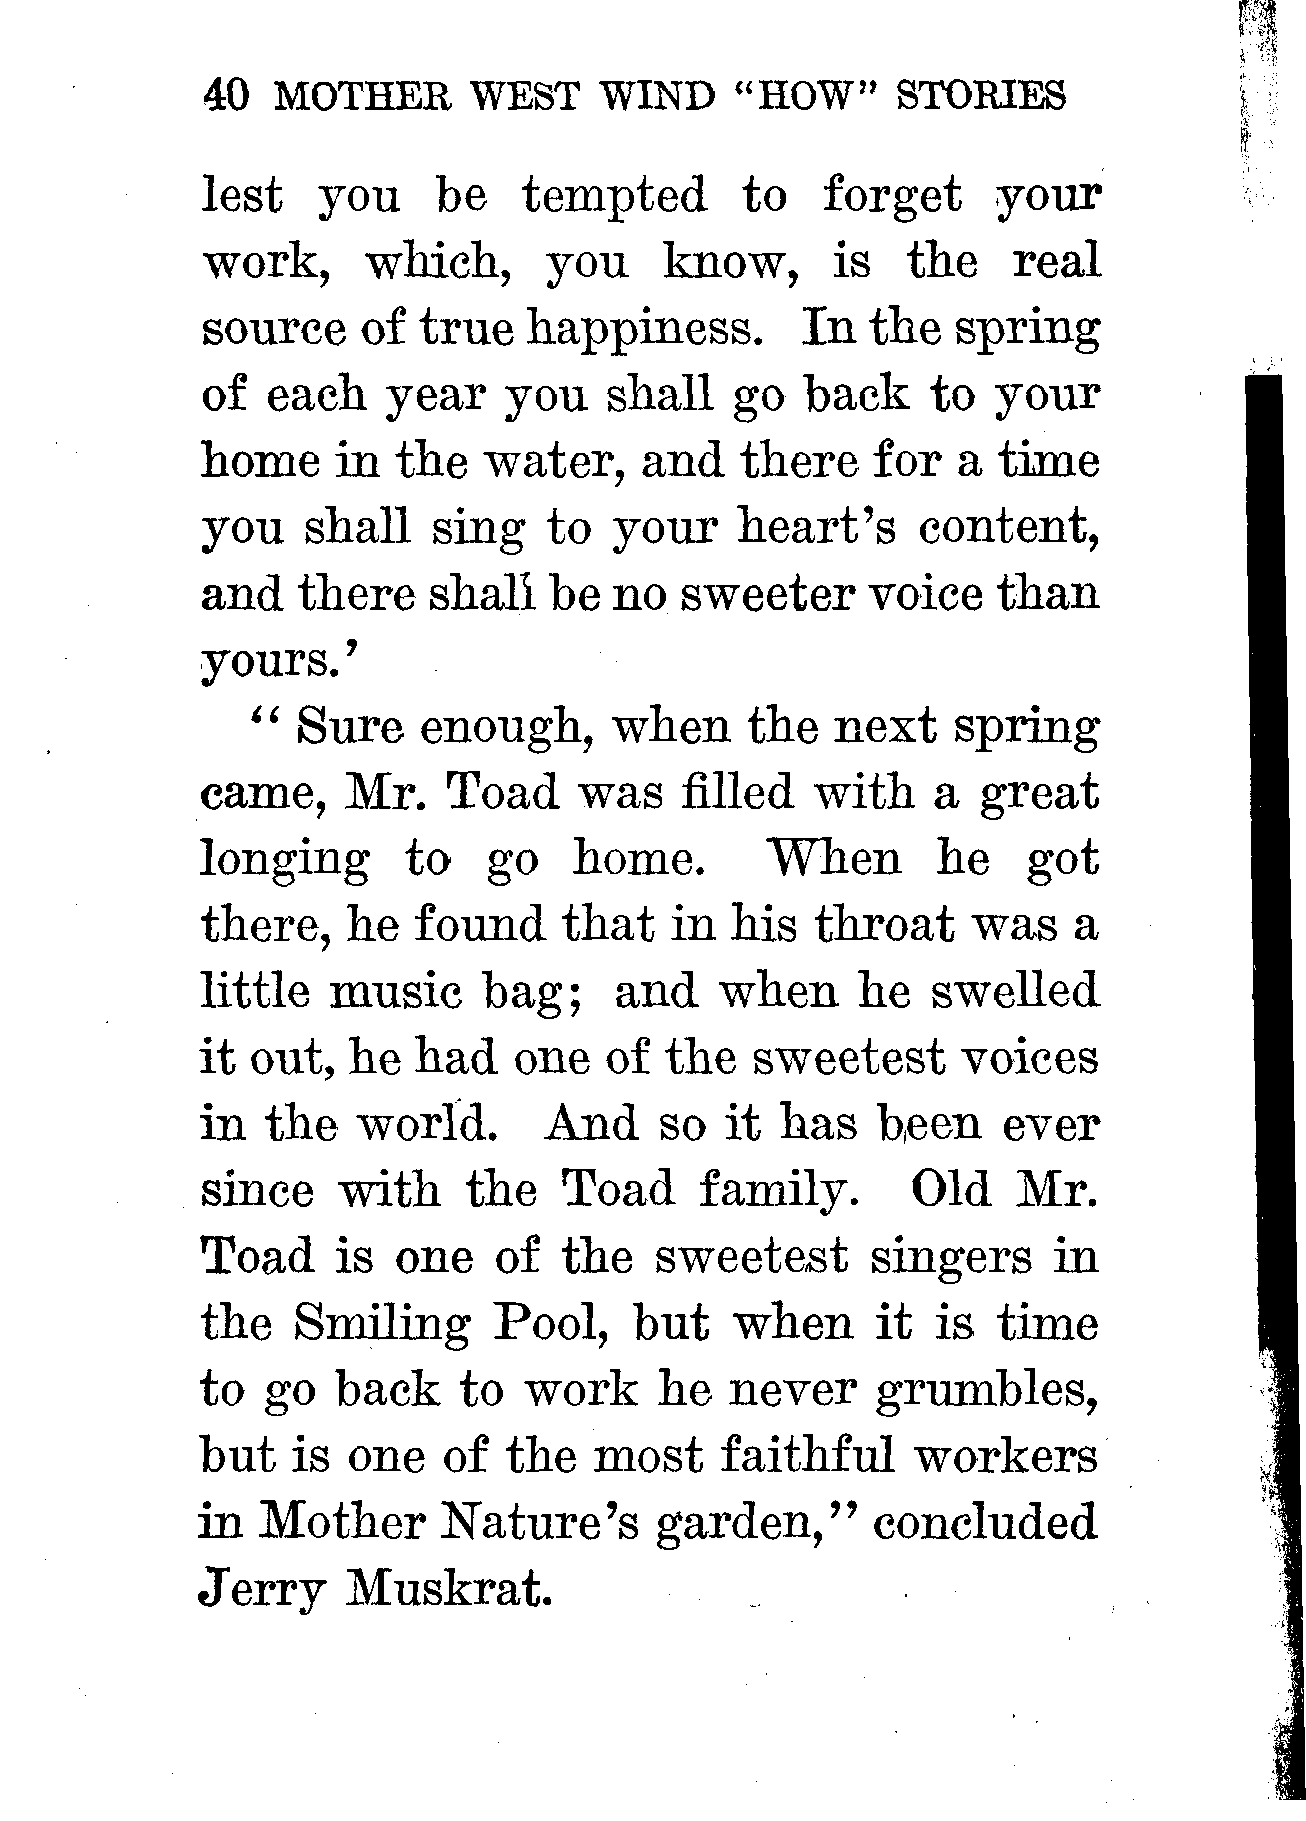 40 MOTHER WEST WIND "HOW" STORIES
lest you be tempted to forget your
work, which, you know, is the real
source of true happiness. In the spring
of each year you shall go back to your
home in the water, and there for a time
you shall sing to your heart's content,
and there shall be no sweeter voice than
yours.'
"Sure enough, when the next spring
came, Mr. Toad was filled with a great
longing to go home. When he got
there, he found that in his throat was a
little music bag; and when he swelled
it out, he had one of the sweetest voices
in the world. And so it has been ever
since with the Toad family. Old Mr.
Toad is one of the sweetest singers in
the Smiling Pool, but when it is time
to go back to work he never grumbles,
but is one of the most faithful workers
in Mother Nature's garden," concluded
Jerry Muskrat.